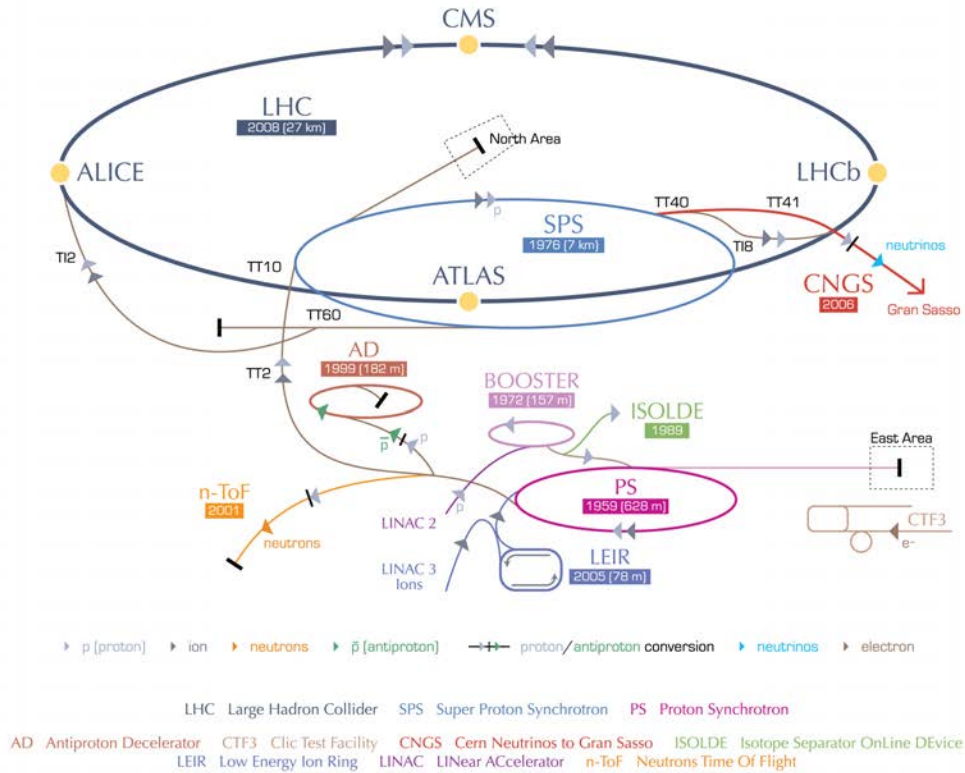 CMS
LHC
2008 (27 km)
North Area
ALICE
LHCb
TT40
TT41
SPS
1976 (7 km)
p
TI2
TI8
neutrinos
TT10
ATLAS
CNGS
2006
Gran Sasso
TT60
AD
1999 (182 m)
TT2
BOOSTER
1972 (157 m)
ISOLDE
1989
p̄
p
East Area
n-ToF
2001
PS
1959 (628 m)
LINAC 2
p
neutrons
CTF3
e-
LINAC 3
Ions
LEIR
2005 (78 m)
p (proton) ion neutrons p̄ (antiproton) proton/antiproton conversion neutrinos electron
LHC Large Hadron Collider SPS Super Proton Synchrotron PS Proton Synchrotron
AD Antiproton Decelerator CTF3 Clic Test Facility CNGS Cern Neutrinos to Gran Sasso ISOLDE Isotope Separator OnLine DEvice
LEIR Low Energy Ion Ring LINAC LINear ACcelerator n-ToF Neutrons Time Of Flight